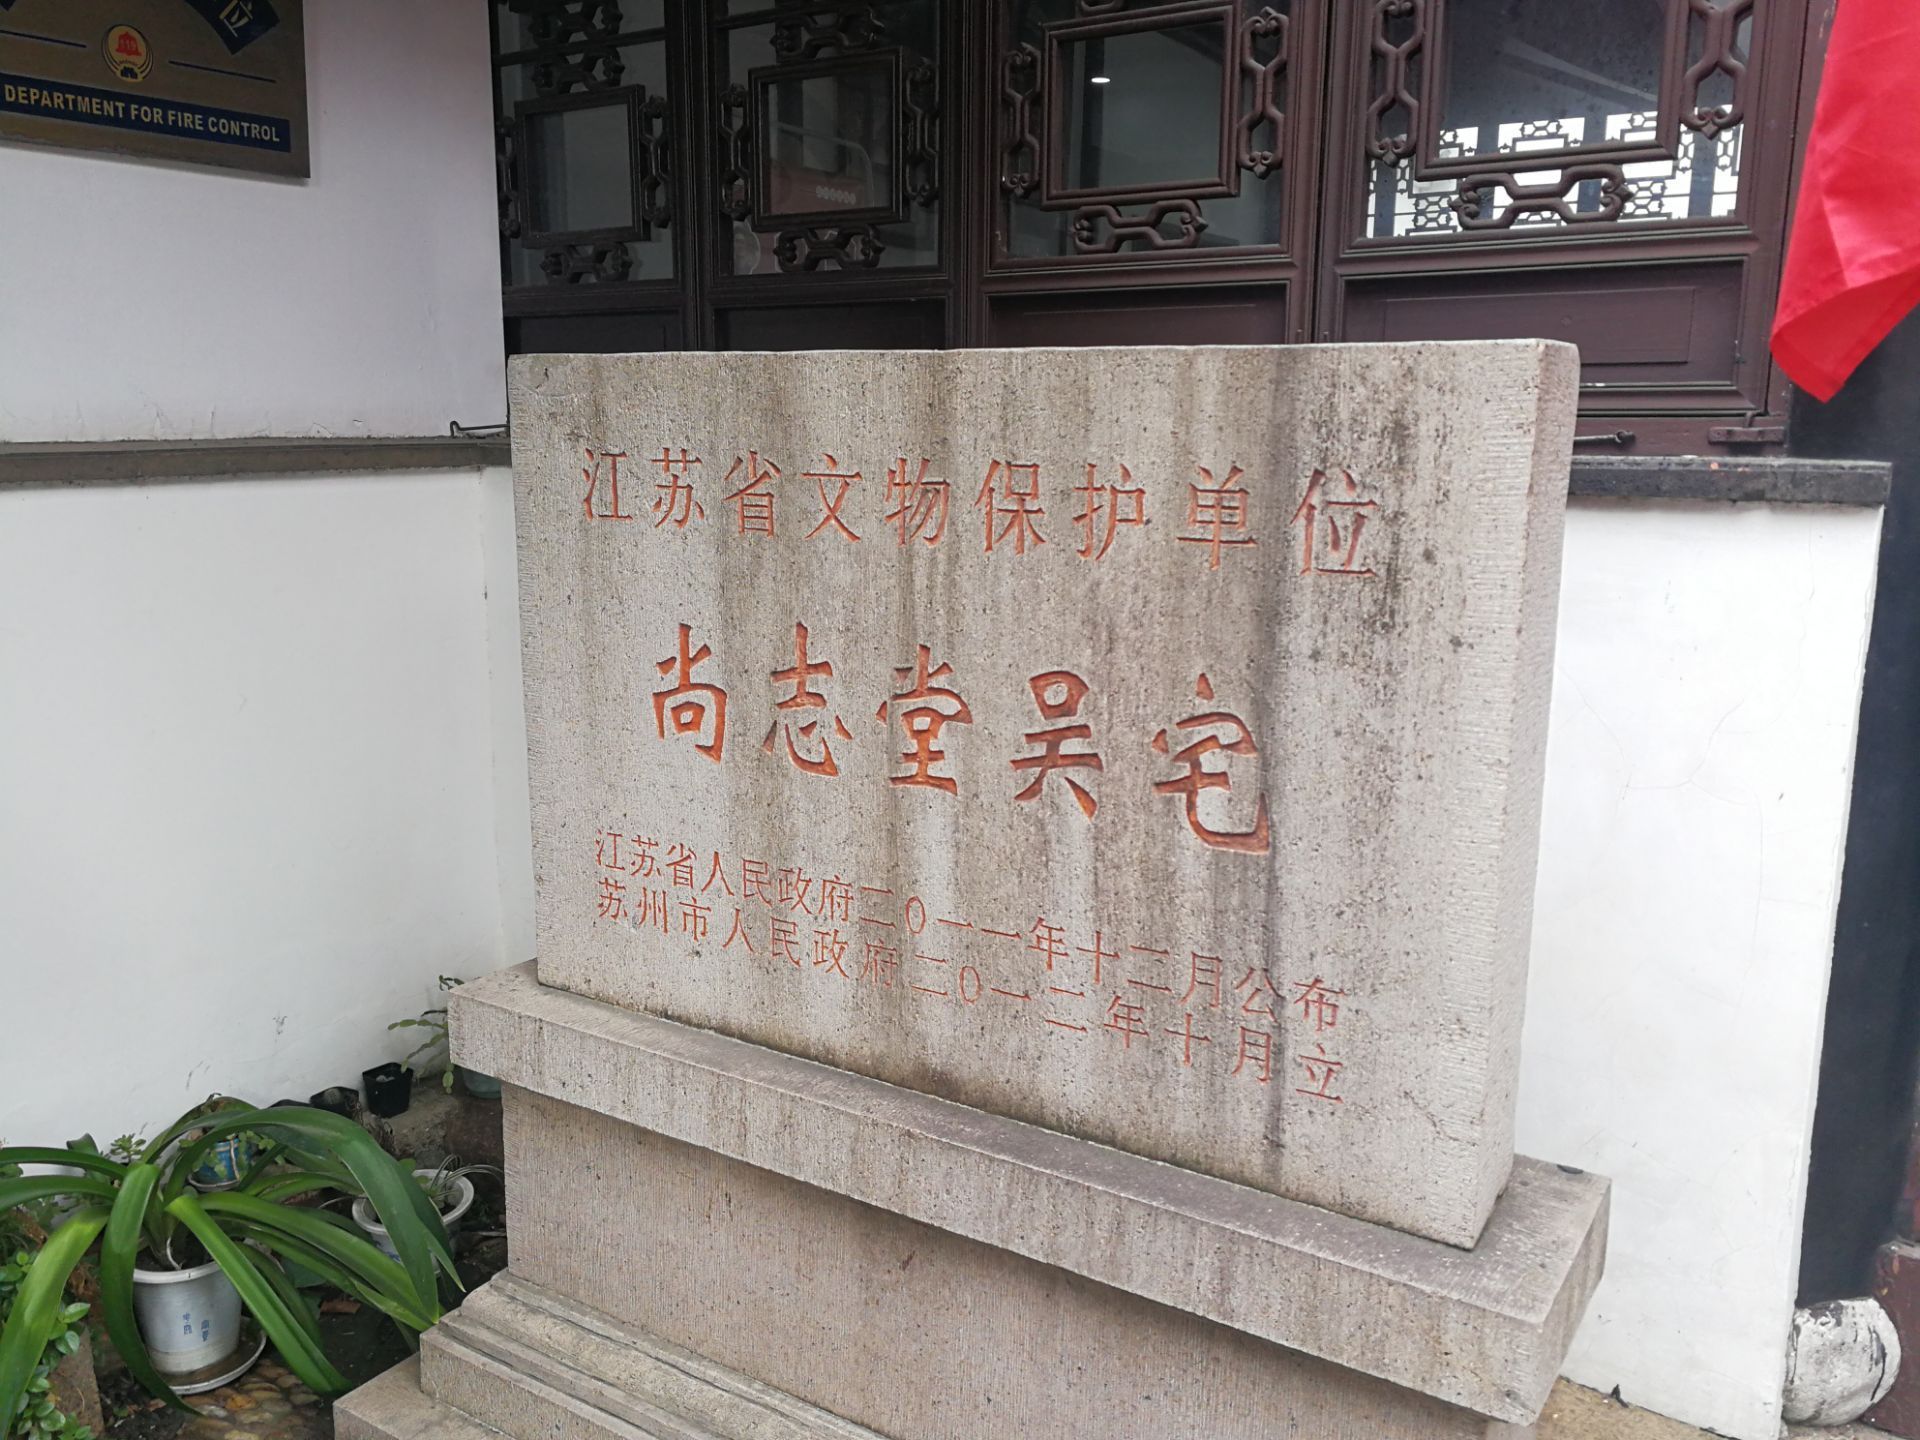 位
119
DEPARTMENT FOR FIRE CONTROL
江苏省文物保护单位
尚志堂吴宅
江苏省人民政府二〇一一年十二月公布
苏州市人民政府二〇一二年十月立